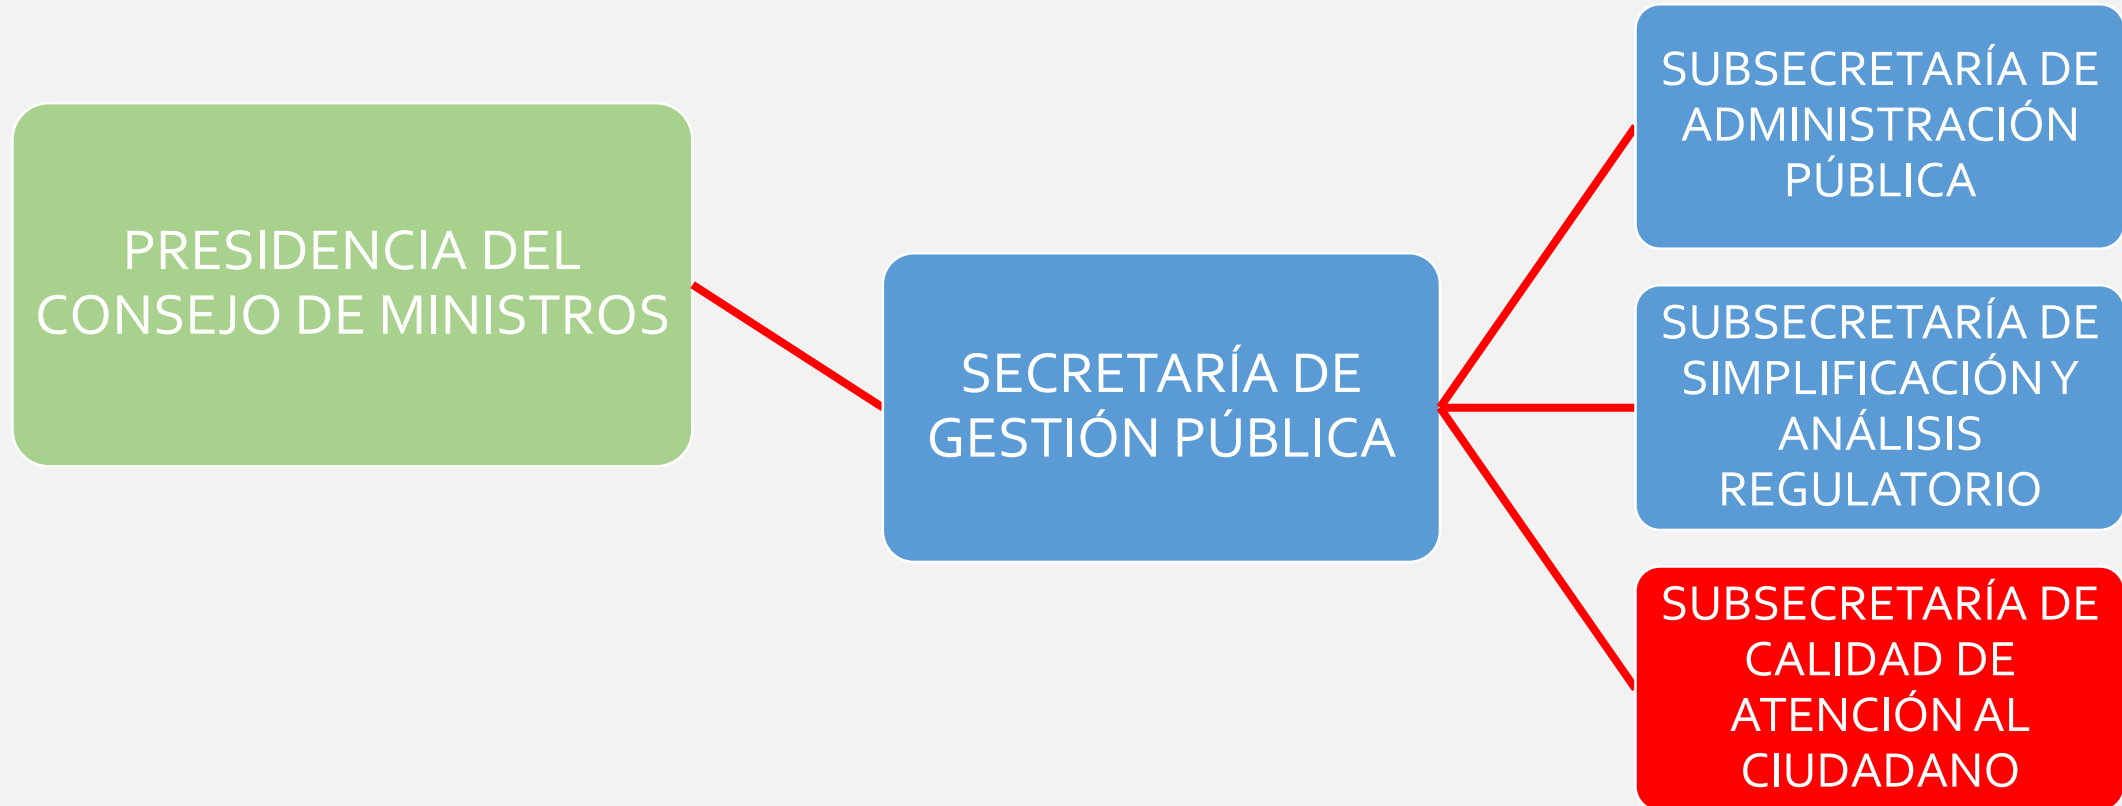 PRESIDENCIA DEL
CONSEJO DE MINISTROS
SECRETARÍA DE
GESTIÓN PÚBLICA
SUBSECRETARÍA DE
ADMINISTRACIÓN
PÚBLICA
SUBSECRETARÍA DE
SIMPLIFICACIÓN Y
ANÁLISIS
REGULATORIO
SUBSECRETARÍA DE
CALIDAD DE
ATENCIÓN AL
CIUDADANO